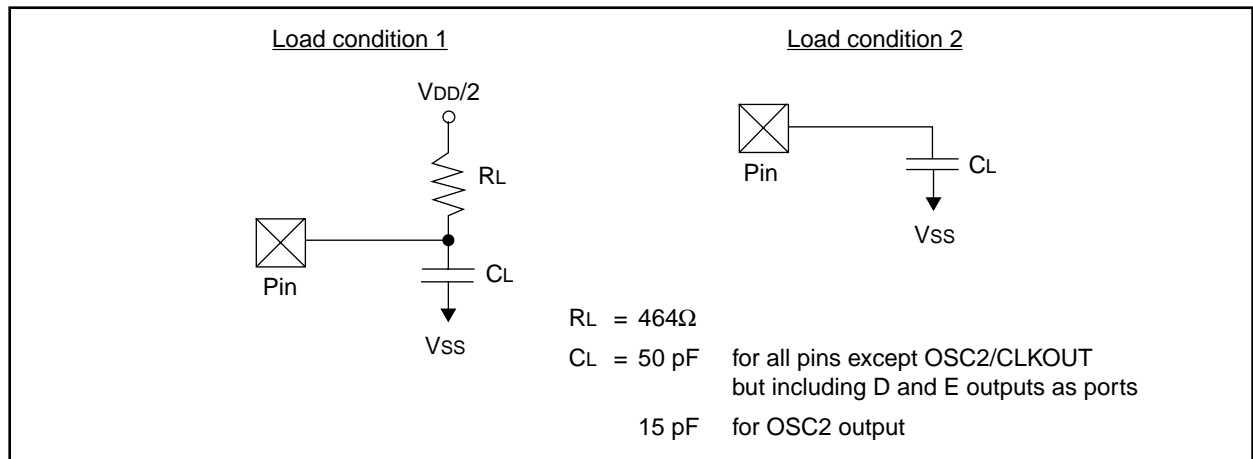 Load condition 1
VDD/2
RL
Pin
CL
VSS
Load condition 2
Pin
CL
VSS
RL = 464Ω
CL = 50 pF for all pins except OSC2/CLKOUT
but including D and E outputs as ports
15 pF for OSC2 output